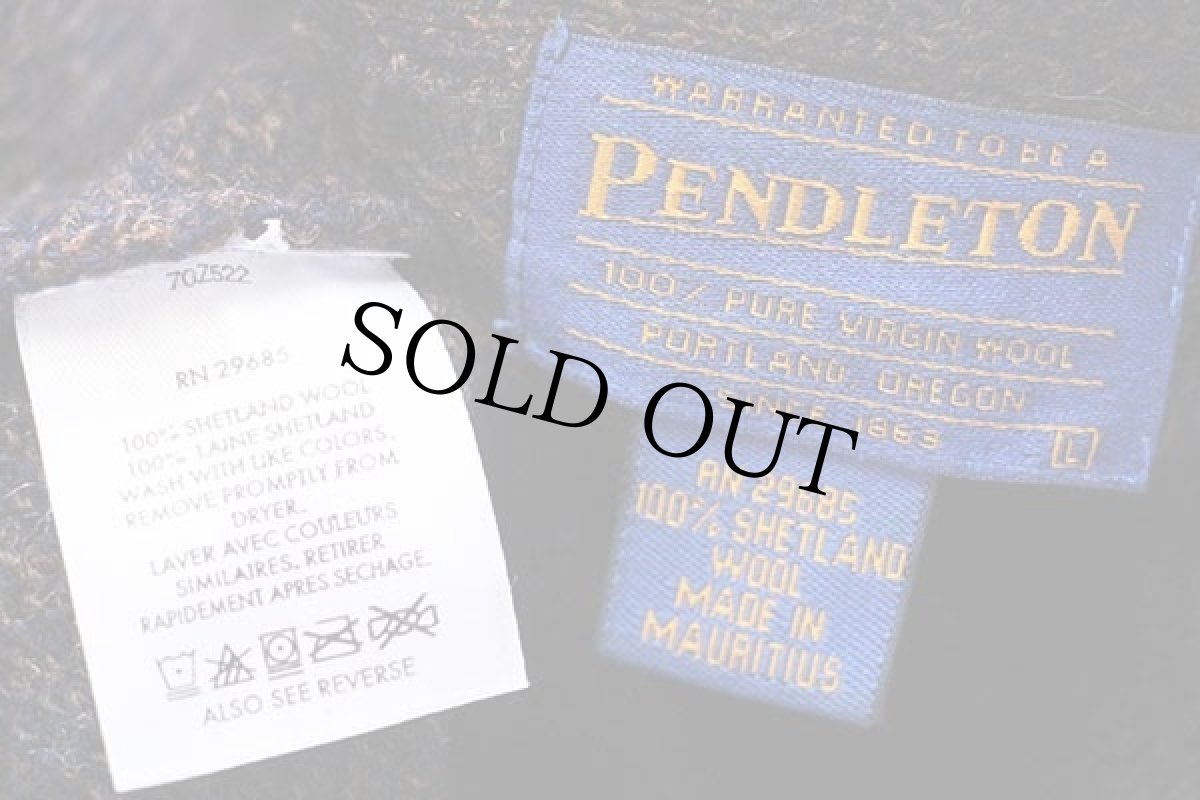 WARRANTED TO BE A
PENDLETON
100% PURE VIRGIN WOOL
PORTLAND, OREGON
SINCE 1863
L
RN 29685
100% SHETLAND
WOOL
MADE IN
MAURITIUS
70Z522
RN 29685
100% SHETLAND WOOL
100% LAINE SHETLAND
WASH WITH LIKE COLORS.
REMOVE PROMPTLY FROM
DRYER.
LAVER AVEC COULEURS
SIMILAIRES. RETIRER
RAPIDEMENT APRES SECHAGE.
ALSO SEE REVERSE
SOLD OUT